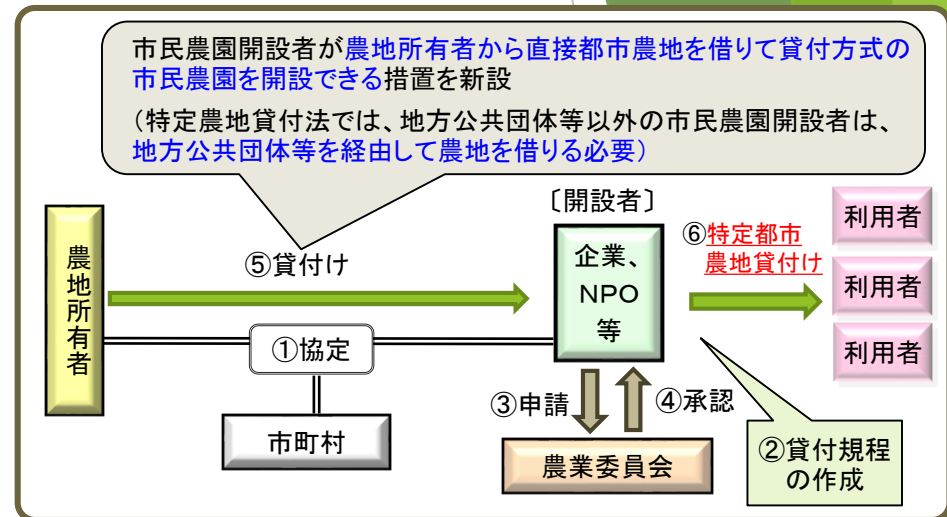 市民農園開設者が農地所有者から直接都市農地を借りて貸付方式の
市民農園を開設できる措置を新設
（特定農地貸付法では、地方公共団体等以外の市民農園開設者は、
地方公共団体等を経由して農地を借りる必要）
農地所有者
⑤貸付け
①協定
市町村
〔開設者〕
企業、
NPO
等
③申請
④承認
農業委員会
⑥特定都市
農地貸付け
利用者
利用者
利用者
②貸付規程
の作成